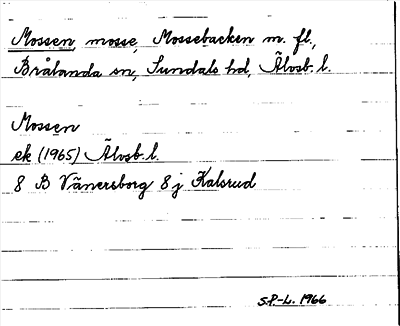 Mossen, mosse, Mossebacken m. fl.,
Brålanda sn, Sundals hd, Älvsb. l.
Mossen
ek (1965) Älvsb. l.
8 B Vänersborg 8 j Kalsrud
S.P.-L. 1966